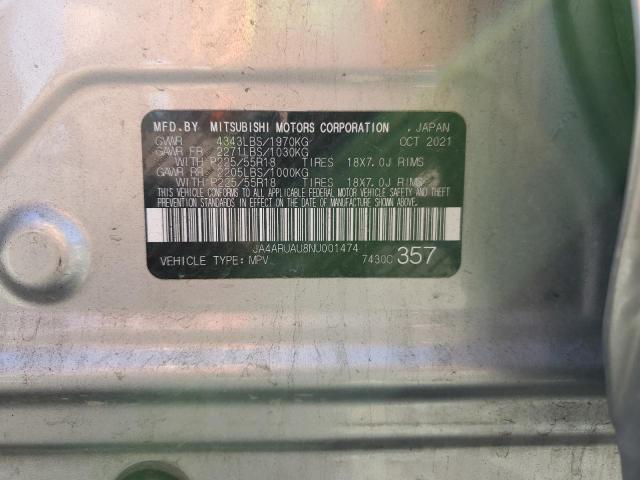 MFD.BY MITSUBISHI MOTORS CORPORATION , JAPAN
GVWR 4343LBS/1970KG OCT 2021
GAWR FR 2271LBS/1030KG
WITH P225/55R18 TIRES 18X7.0J RIMS
GAWR RR 2205LBS/1000KG
WITH P225/55R18 TIRES 18X7.0J RIMS
THIS VEHICLE CONFORMS TO ALL APPLICABLE FEDERAL MOTOR VEHICLE SAFETY AND THEFT
PREVENTION STANDARDS IN EFFECT ON THE DATE OF MANUFACTURE SHOWN ABOVE.
JA4ARUAU8NU001474
VEHICLE TYPE: MPV 7430C 357